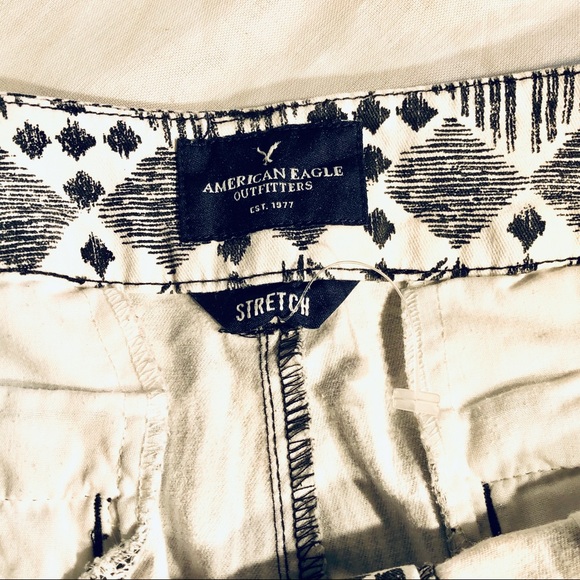 AMERICAN EAGLE
OUTFITTERS
EST. 1977
STRETCH